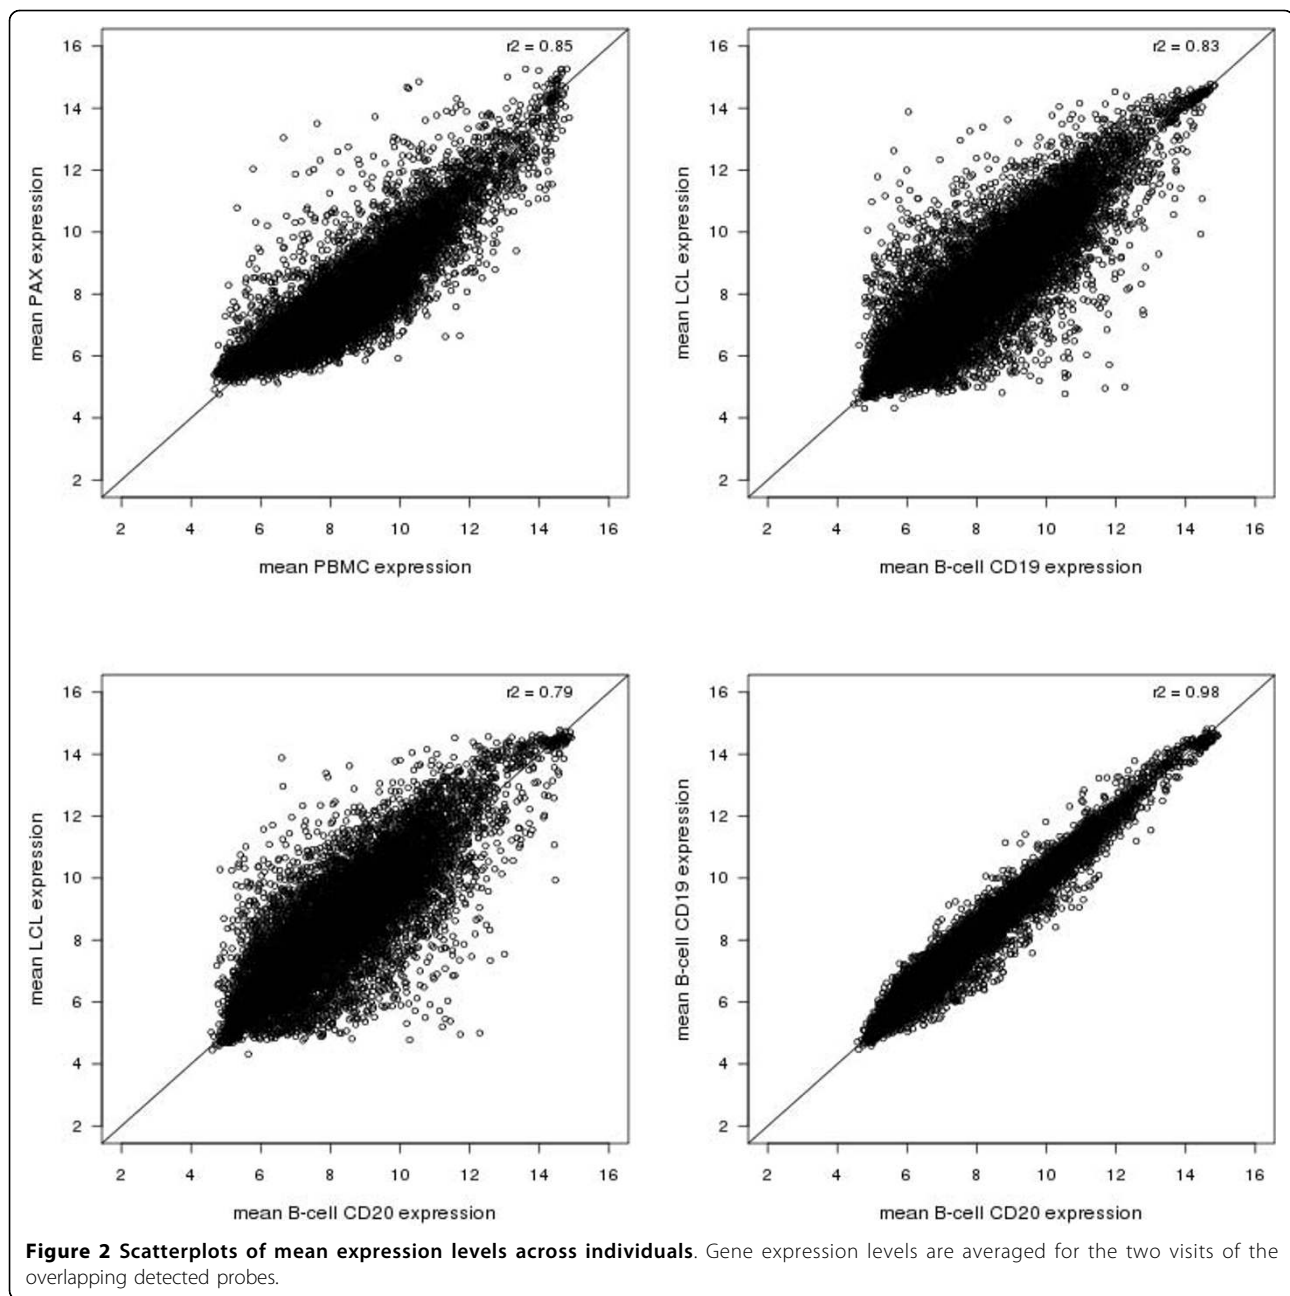 r2 = 0.85
16
14
12
10
8
6
4
2
mean PAX expression
2 4 6 8 10 12 14 16
mean PBMC expression
r2 = 0.83
16
14
12
10
8
6
4
2
mean LCL expression
2 4 6 8 10 12 14 16
mean B-cell CD19 expression
r2 = 0.79
16
14
12
10
8
6
4
2
mean LCL expression
2 4 6 8 10 12 14 16
mean B-cell CD20 expression
r2 = 0.98
16
14
12
10
8
6
4
2
mean B-cell CD19 expression
2 4 6 8 10 12 14 16
mean B-cell CD20 expression
Figure 2 Scatterplots of mean expression levels across individuals. Gene expression levels are averaged for the two visits of the
overlapping detected probes.